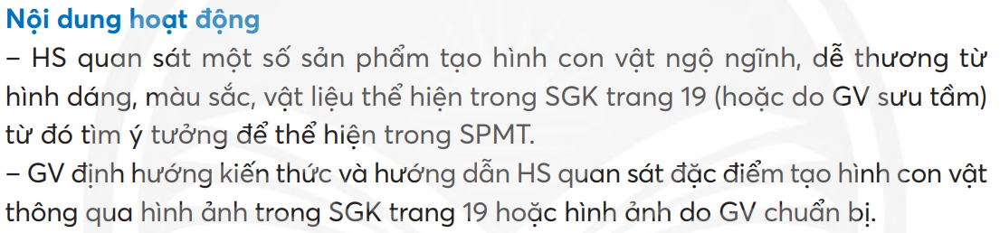 Nội dung hoạt động
– HS quan sát một số sản phẩm tạo hình con vật ngộ ngĩnh, dễ thương từ
hình dáng, màu sắc, vật liệu thể hiện trong SGK trang 19 (hoặc do GV sưu tầm)
từ đó tìm ý tưởng để thể hiện trong SPMT.
– GV định hướng kiến thức và hướng dẫn HS quan sát đặc điểm tạo hình con vật
thông qua hình ảnh trong SGK trang 19 hoặc hình ảnh do GV chuẩn bị.